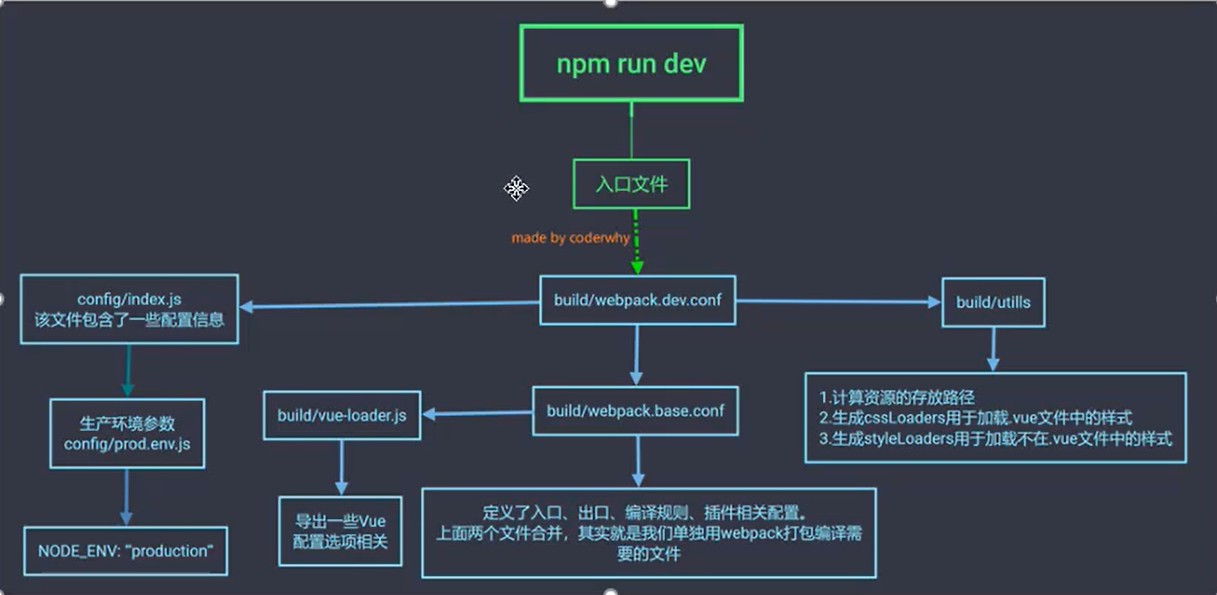 npm run dev
入口文件
made by coderwhy
config/index.js
该文件包含了一些配置信息
build/webpack.dev.conf
build/utills
生产环境参数
config/prod.env.js
build/vue-loader.js
build/webpack.base.conf
1.计算资源的存放路径
2.生成cssLoaders用于加载.vue文件中的样式
3.生成styleLoaders用于加载不在.vue文件中的样式
NODE_ENV: "production"
导出一些Vue
配置选项相关
定义了入口、出口、编译规则、插件相关配置。
上面两个文件合并，其实就是我们单独用webpack打包编译需
要的文件